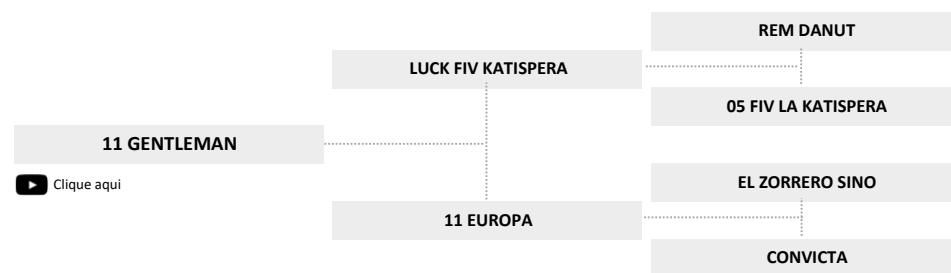 REM DANUT
LUCK FIV KATISPERA
05 FIV LA KATISPERA
11 GENTLEMAN
Clique aqui
EL ZORRERO SINO
11 EUROPA
CONVICTA